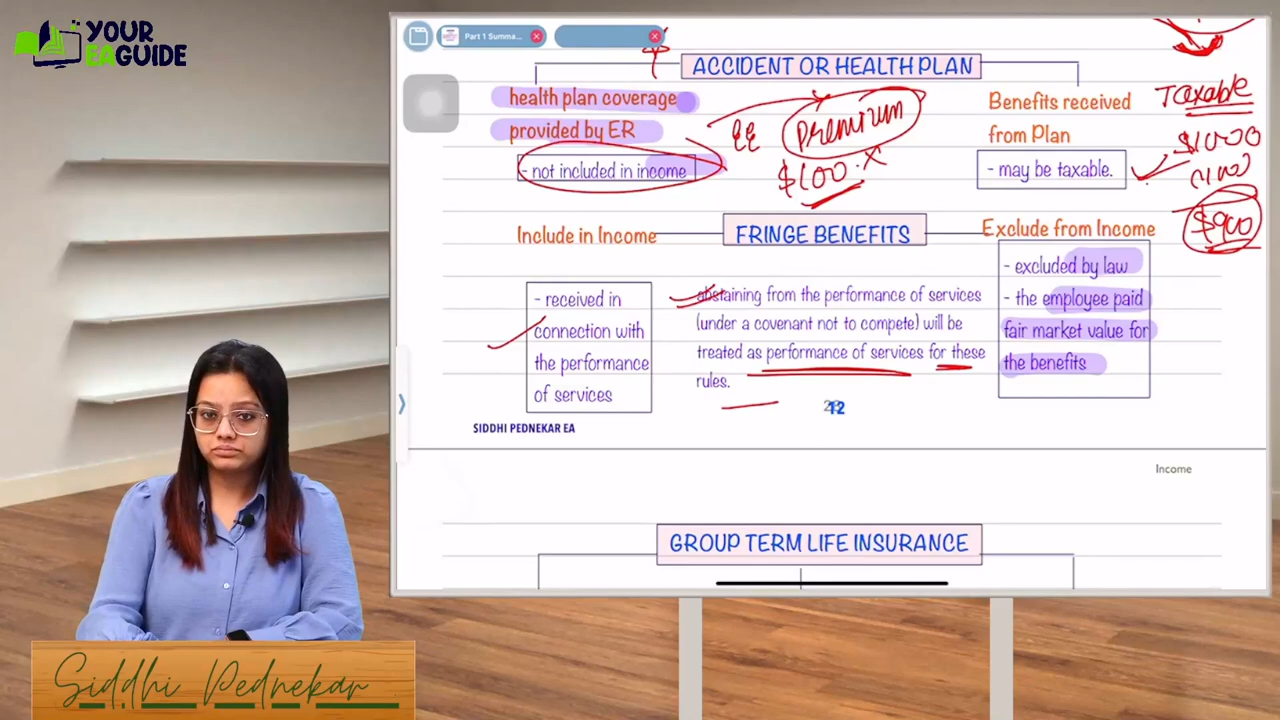 YOUR
EAGUIDE
Part 1 Summa...
ACCIDENT OR HEALTH PLAN
health plan coverage
provided by ER
- not included in income
Premium
$100
Benefits received
from Plan
- may be taxable.
Taxable
$1000
$900
Include in Income
FRINGE BENEFITS
Exclude from Income
- received in
connection with
the performance
of services
abstaining from the performance of services
(under a covenant not to compete) will be
treated as performance of services for these
rules.
- excluded by law
- the employee paid
fair market value for
the benefits
12
SIDDHI PEDNEKAR EA
Income
GROUP TERM LIFE INSURANCE
Siddhi Pednekar